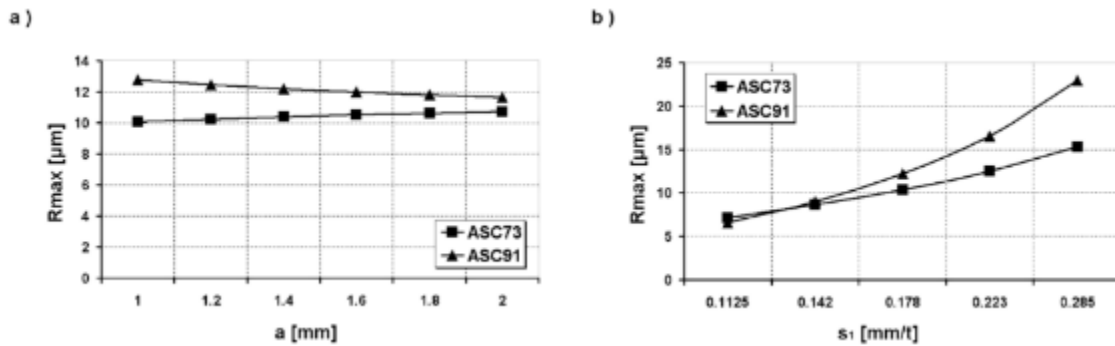 a )
14
12
10
8
6
4
2
0
Rmax [µm]
ASC73
ASC91
1 1.2 1.4 1.6 1.8 2
a [mm]
b )
25
20
15
10
5
0
Rmax [µm]
ASC73
ASC91
0.1125 0.142 0.178 0.223 0.285
s₁ [mm/t]